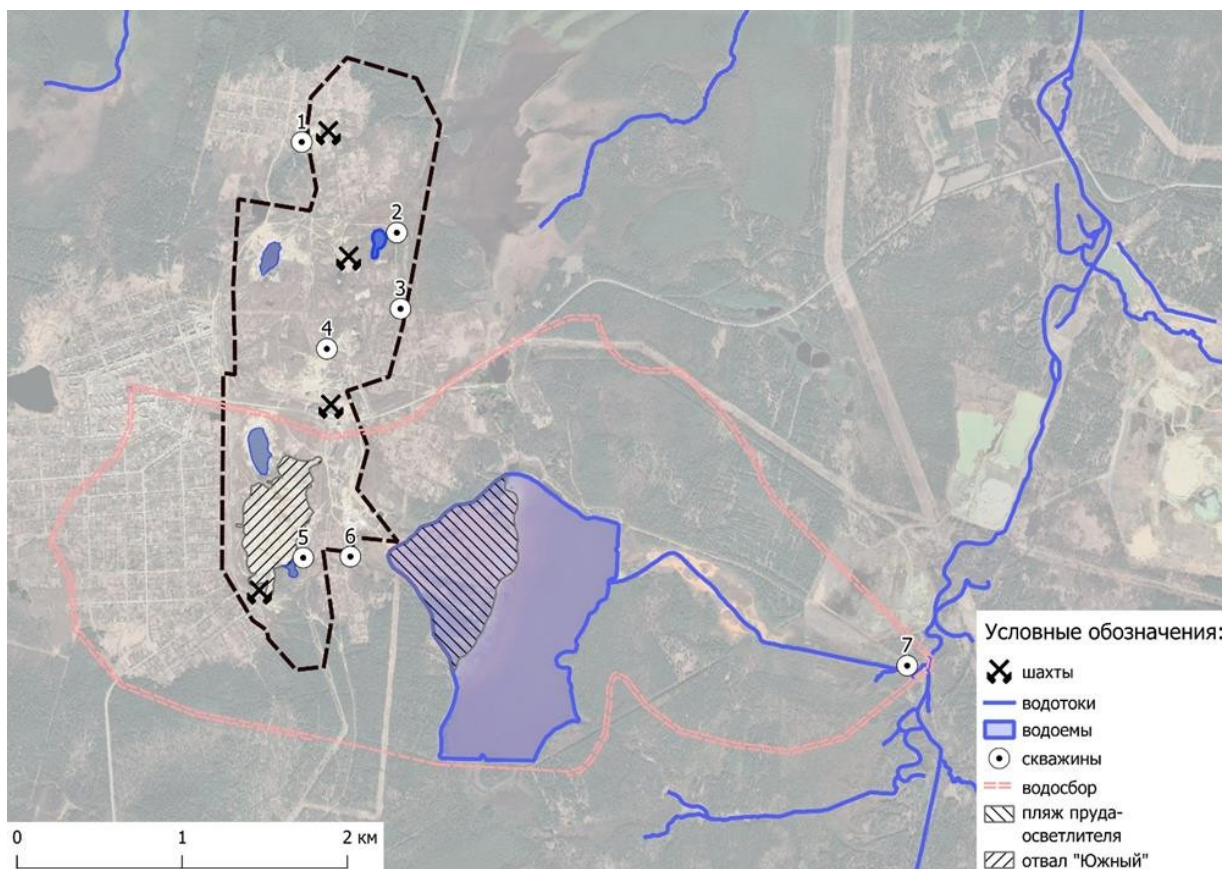 1
2
3
4
5
6
7
0
1
2 км
Условные обозначения:
шахты
водотоки
водоемы
скважины
водосбор
пляж пруда-
осветлителя
отвал "Южный"